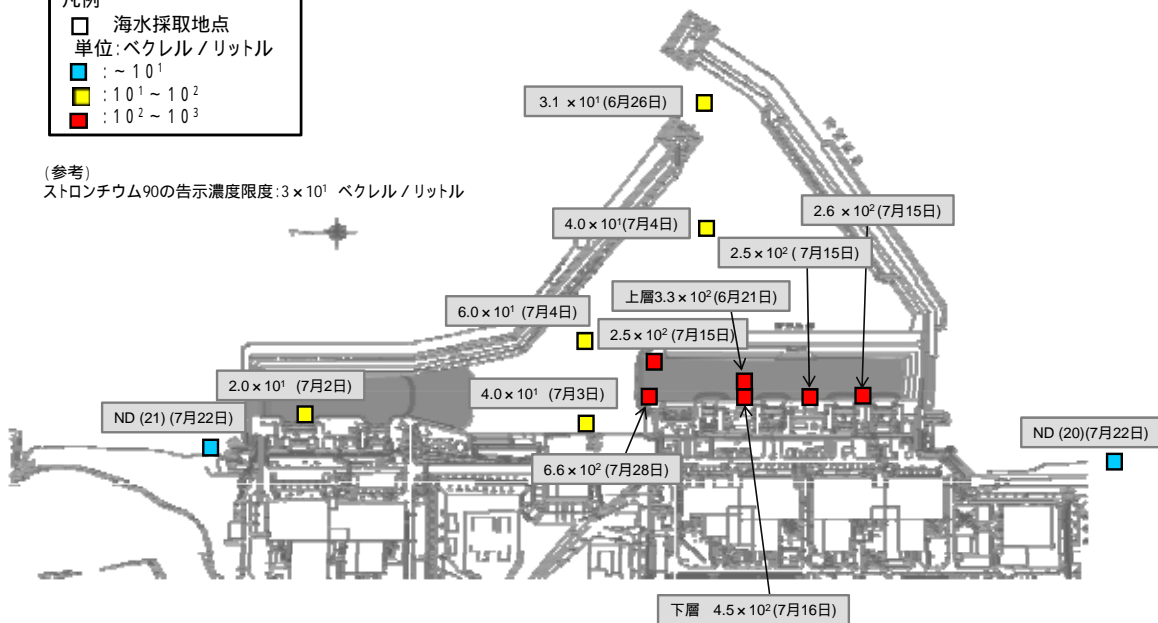 凡例
海水採取地点
単位:ベクレル / リットル
:~10¹
:10¹~10²
:10²~10³
(参考)
ストロンチウム90の告示濃度限度:3×10¹ ベクレル / リットル
3.1 ×10¹(6月26日)
4.0×10¹(7月4日)
2.6 ×10²(7月15日)
2.5×10² ( 7月15日)
上層3.3×10²(6月21日)
6.0×10¹ (7月4日)
2.5×10² (7月15日)
2.0×10¹ (7月2日)
4.0×10¹ (7月3日)
ND (21) (7月22日)
ND (20)(7月22日)
6.6×10² (7月28日)
下層 4.5×10²(7月16日)